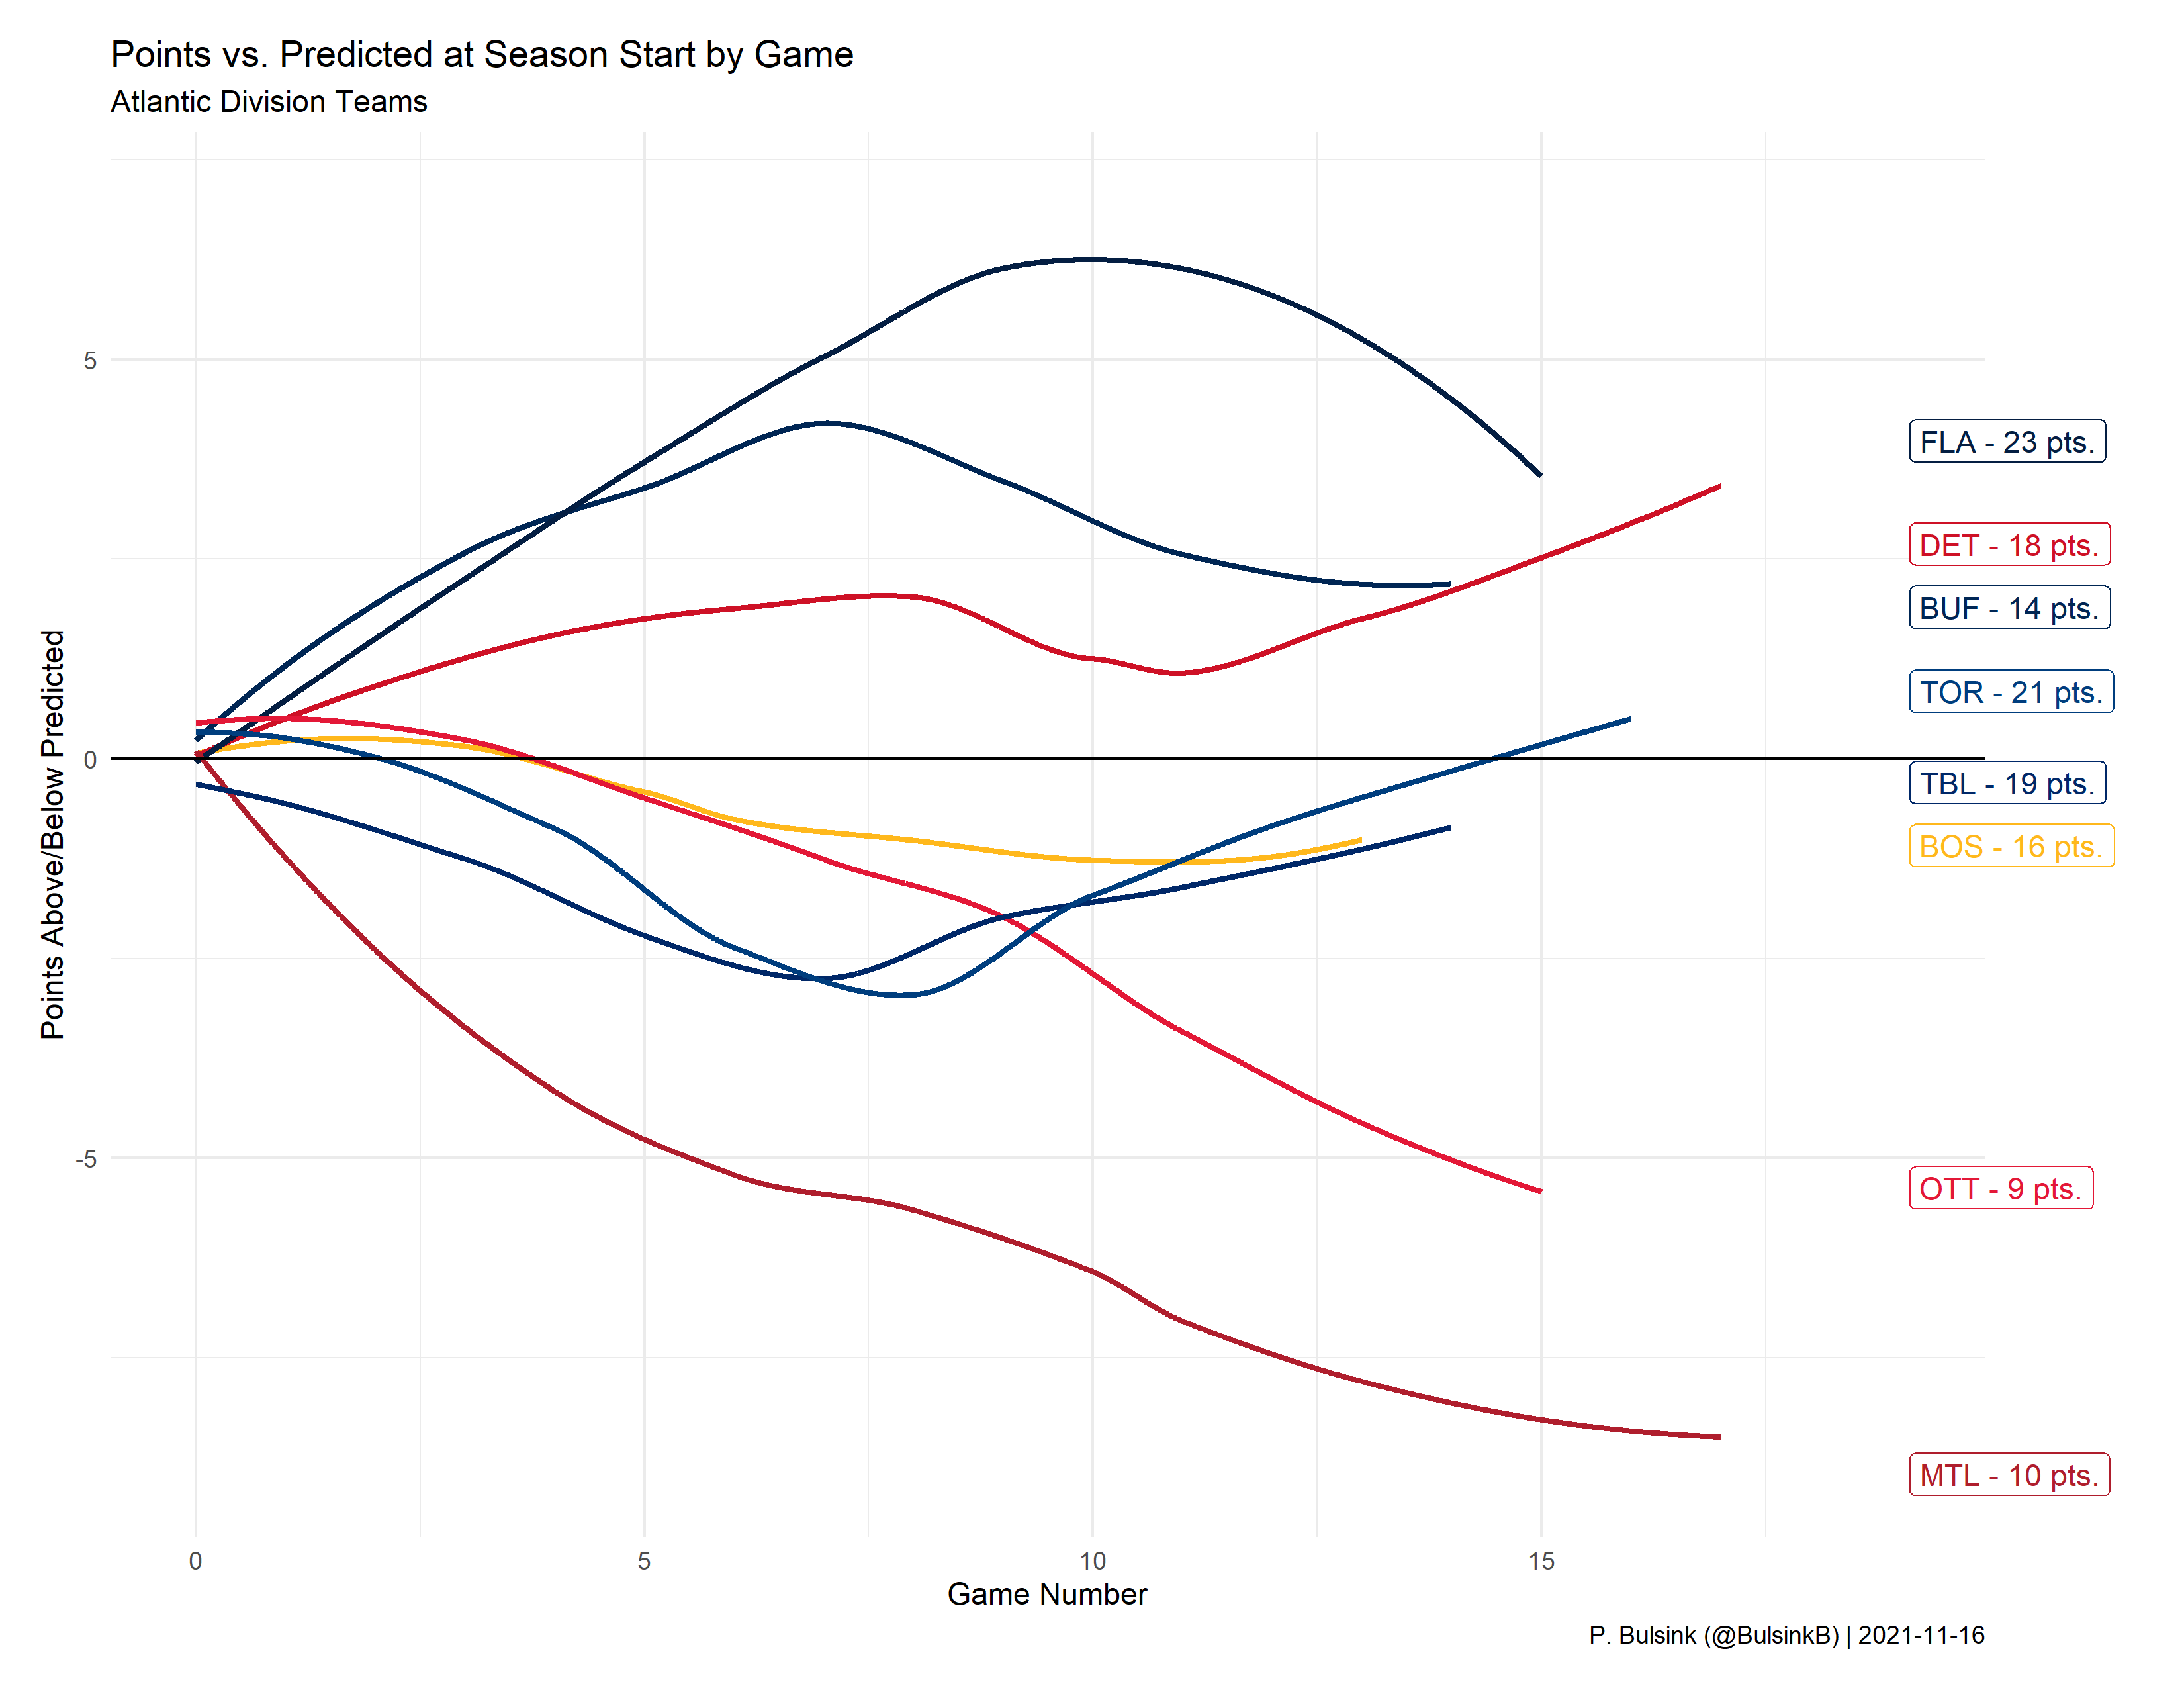 Points vs. Predicted at Season Start by Game
Atlantic Division Teams
Points Above/Below Predicted
5
0
-5
FLA - 23 pts.
DET - 18 pts.
BUF - 14 pts.
TOR - 21 pts.
TBL - 19 pts.
BOS - 16 pts.
OTT - 9 pts.
MTL - 10 pts.
0 5 10 15
Game Number
P. Bulsink (@BulsinkB) | 2021-11-16